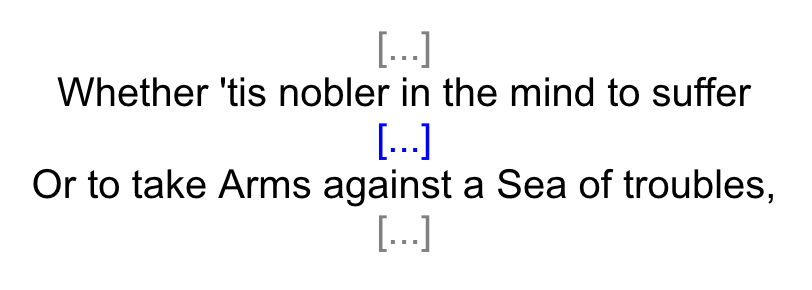 [...]
Whether 'tis nobler in the mind to suffer
[...]
Or to take Arms against a Sea of troubles,
[...]